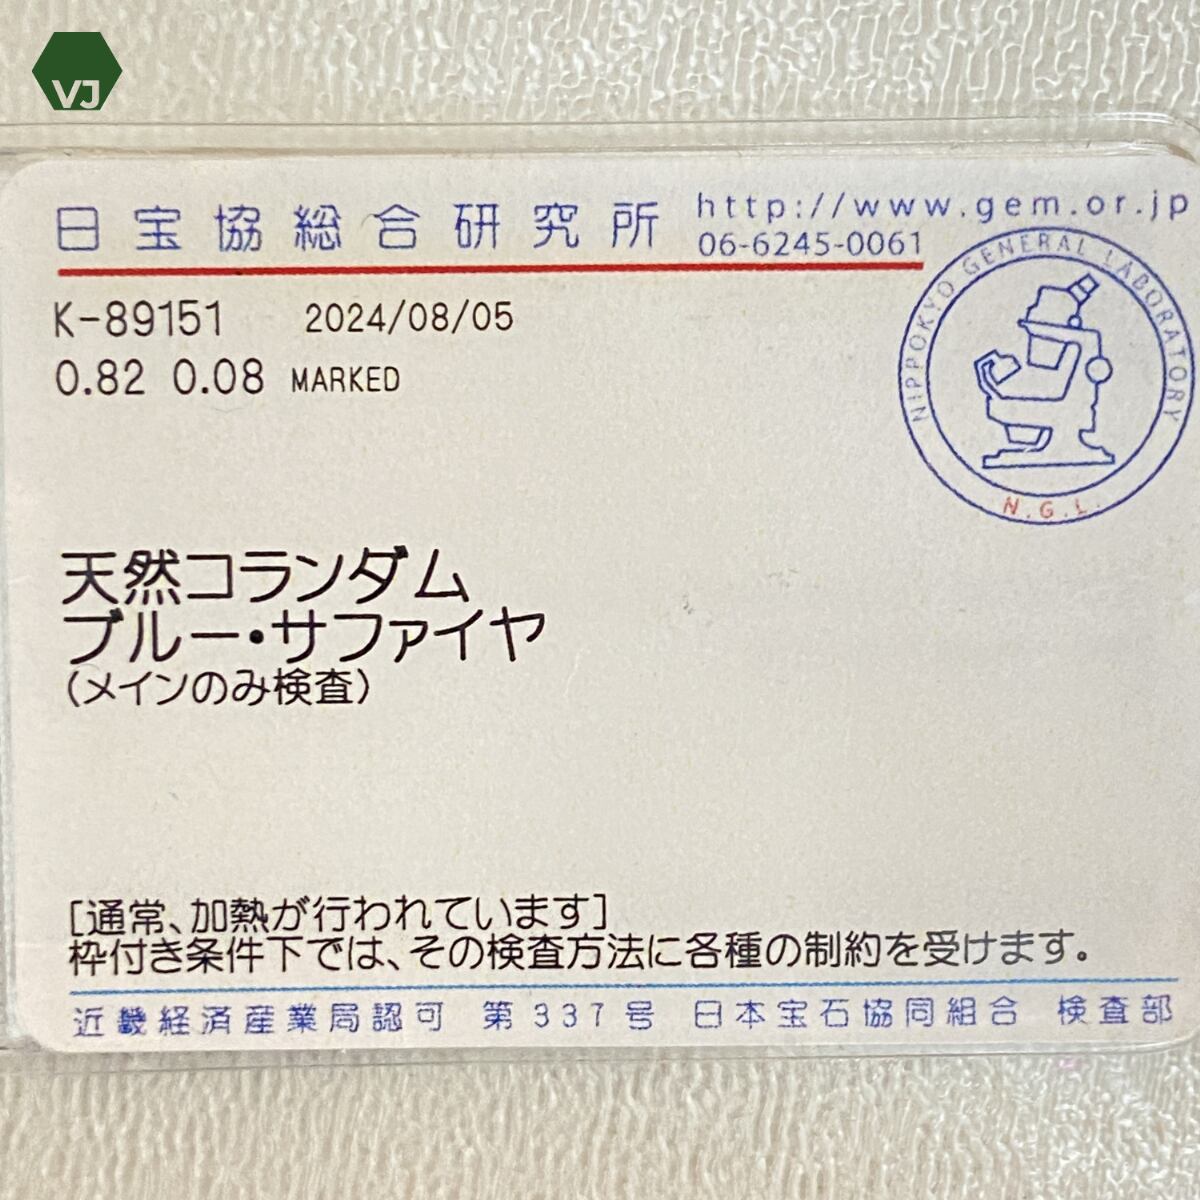 VJ
日宝協総合研究所
http://www.gem.or.jp
06-6245-0061
NIPPOKYO GENERAL LABORATORY
N.G.L.
K-89151 2024/08/05
0.82 0.08 MARKED
天然コランダム
ブルー・サファイヤ
(メインのみ検査)
[通常、加熱が行われています]
枠付き条件下では、その検査方法に各種の制約を受けます。
近畿経済産業局認可 第337号 日本宝石協同組合 検査部